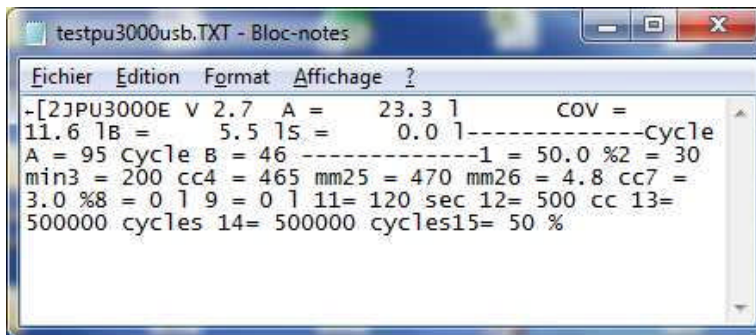 testpu3000usb.TXT - Bloc-notes
Fichier Edition Format Affichage ?
←[2JPU3000E V 2.7 A = 23.3 l COV =
11.6 lB = 5.5 lS = 0.0 l-------------Cycle
A = 95 Cycle B = 46 -------------1 = 50.0 %2 = 30
min3 = 200 cc4 = 465 mm25 = 470 mm26 = 4.8 cc7 =
3.0 %8 = 0 l 9 = 0 l 11= 120 sec 12= 500 cc 13=
500000 cycles 14= 500000 cycles15= 50 %